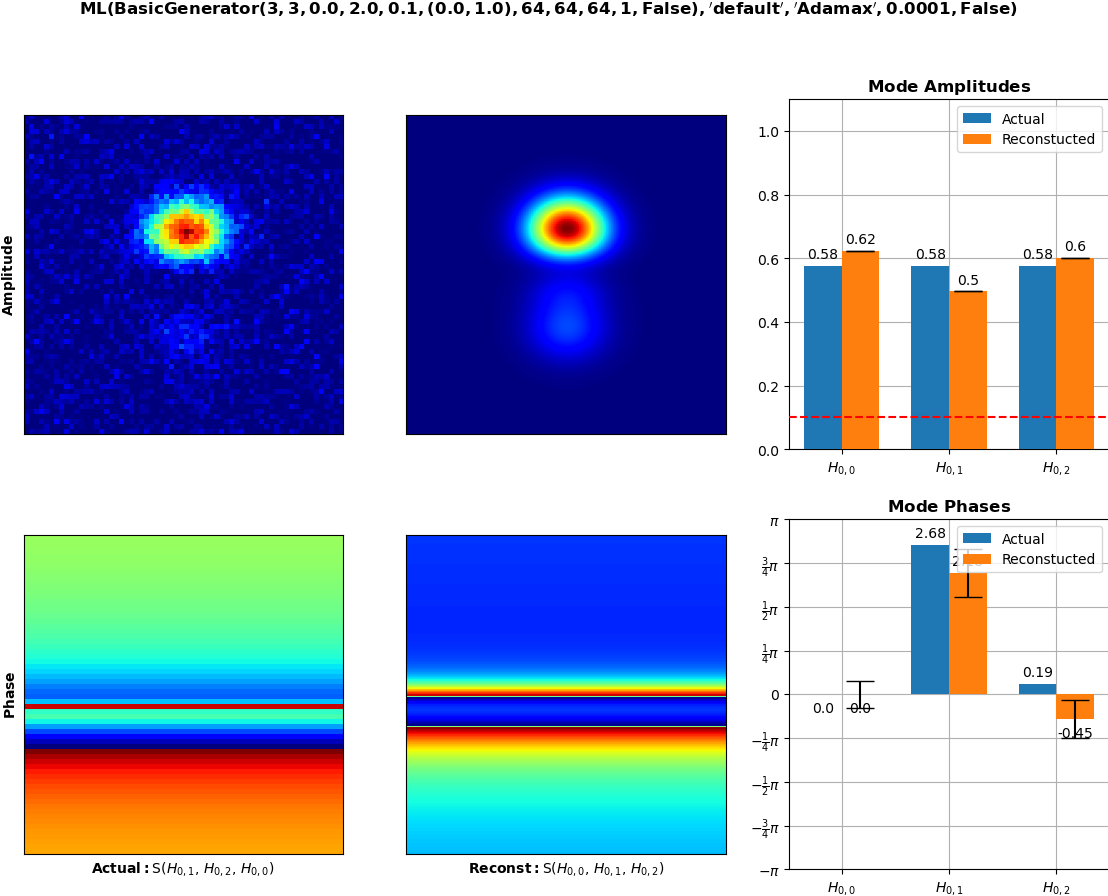 ML(BasicGenerator(3, 3, 0.0, 2.0, 0.1, (0.0, 1.0), 64, 64, 64, 1, False), 'default', 'Adamax', 0.0001, False)
Amplitude
Mode Amplitudes
Actual
Reconstucted
1.0
0.8
0.6
0.4
0.2
0.0
0.58 0.62 0.58 0.5 0.58 0.6
H0,0 H0,1 H0,2
Phase
Actual: S(H0,1, H0,2, H0,0)
Reconst: S(H0,0, H0,1, H0,2)
Mode Phases
Actual
Reconstucted
π
3/4π
1/2π
1/4π
0
−1/4π
−1/2π
−3/4π
−π
0.0 -0.0 2.68 0.19 -0.45
H0,0 H0,1 H0,2